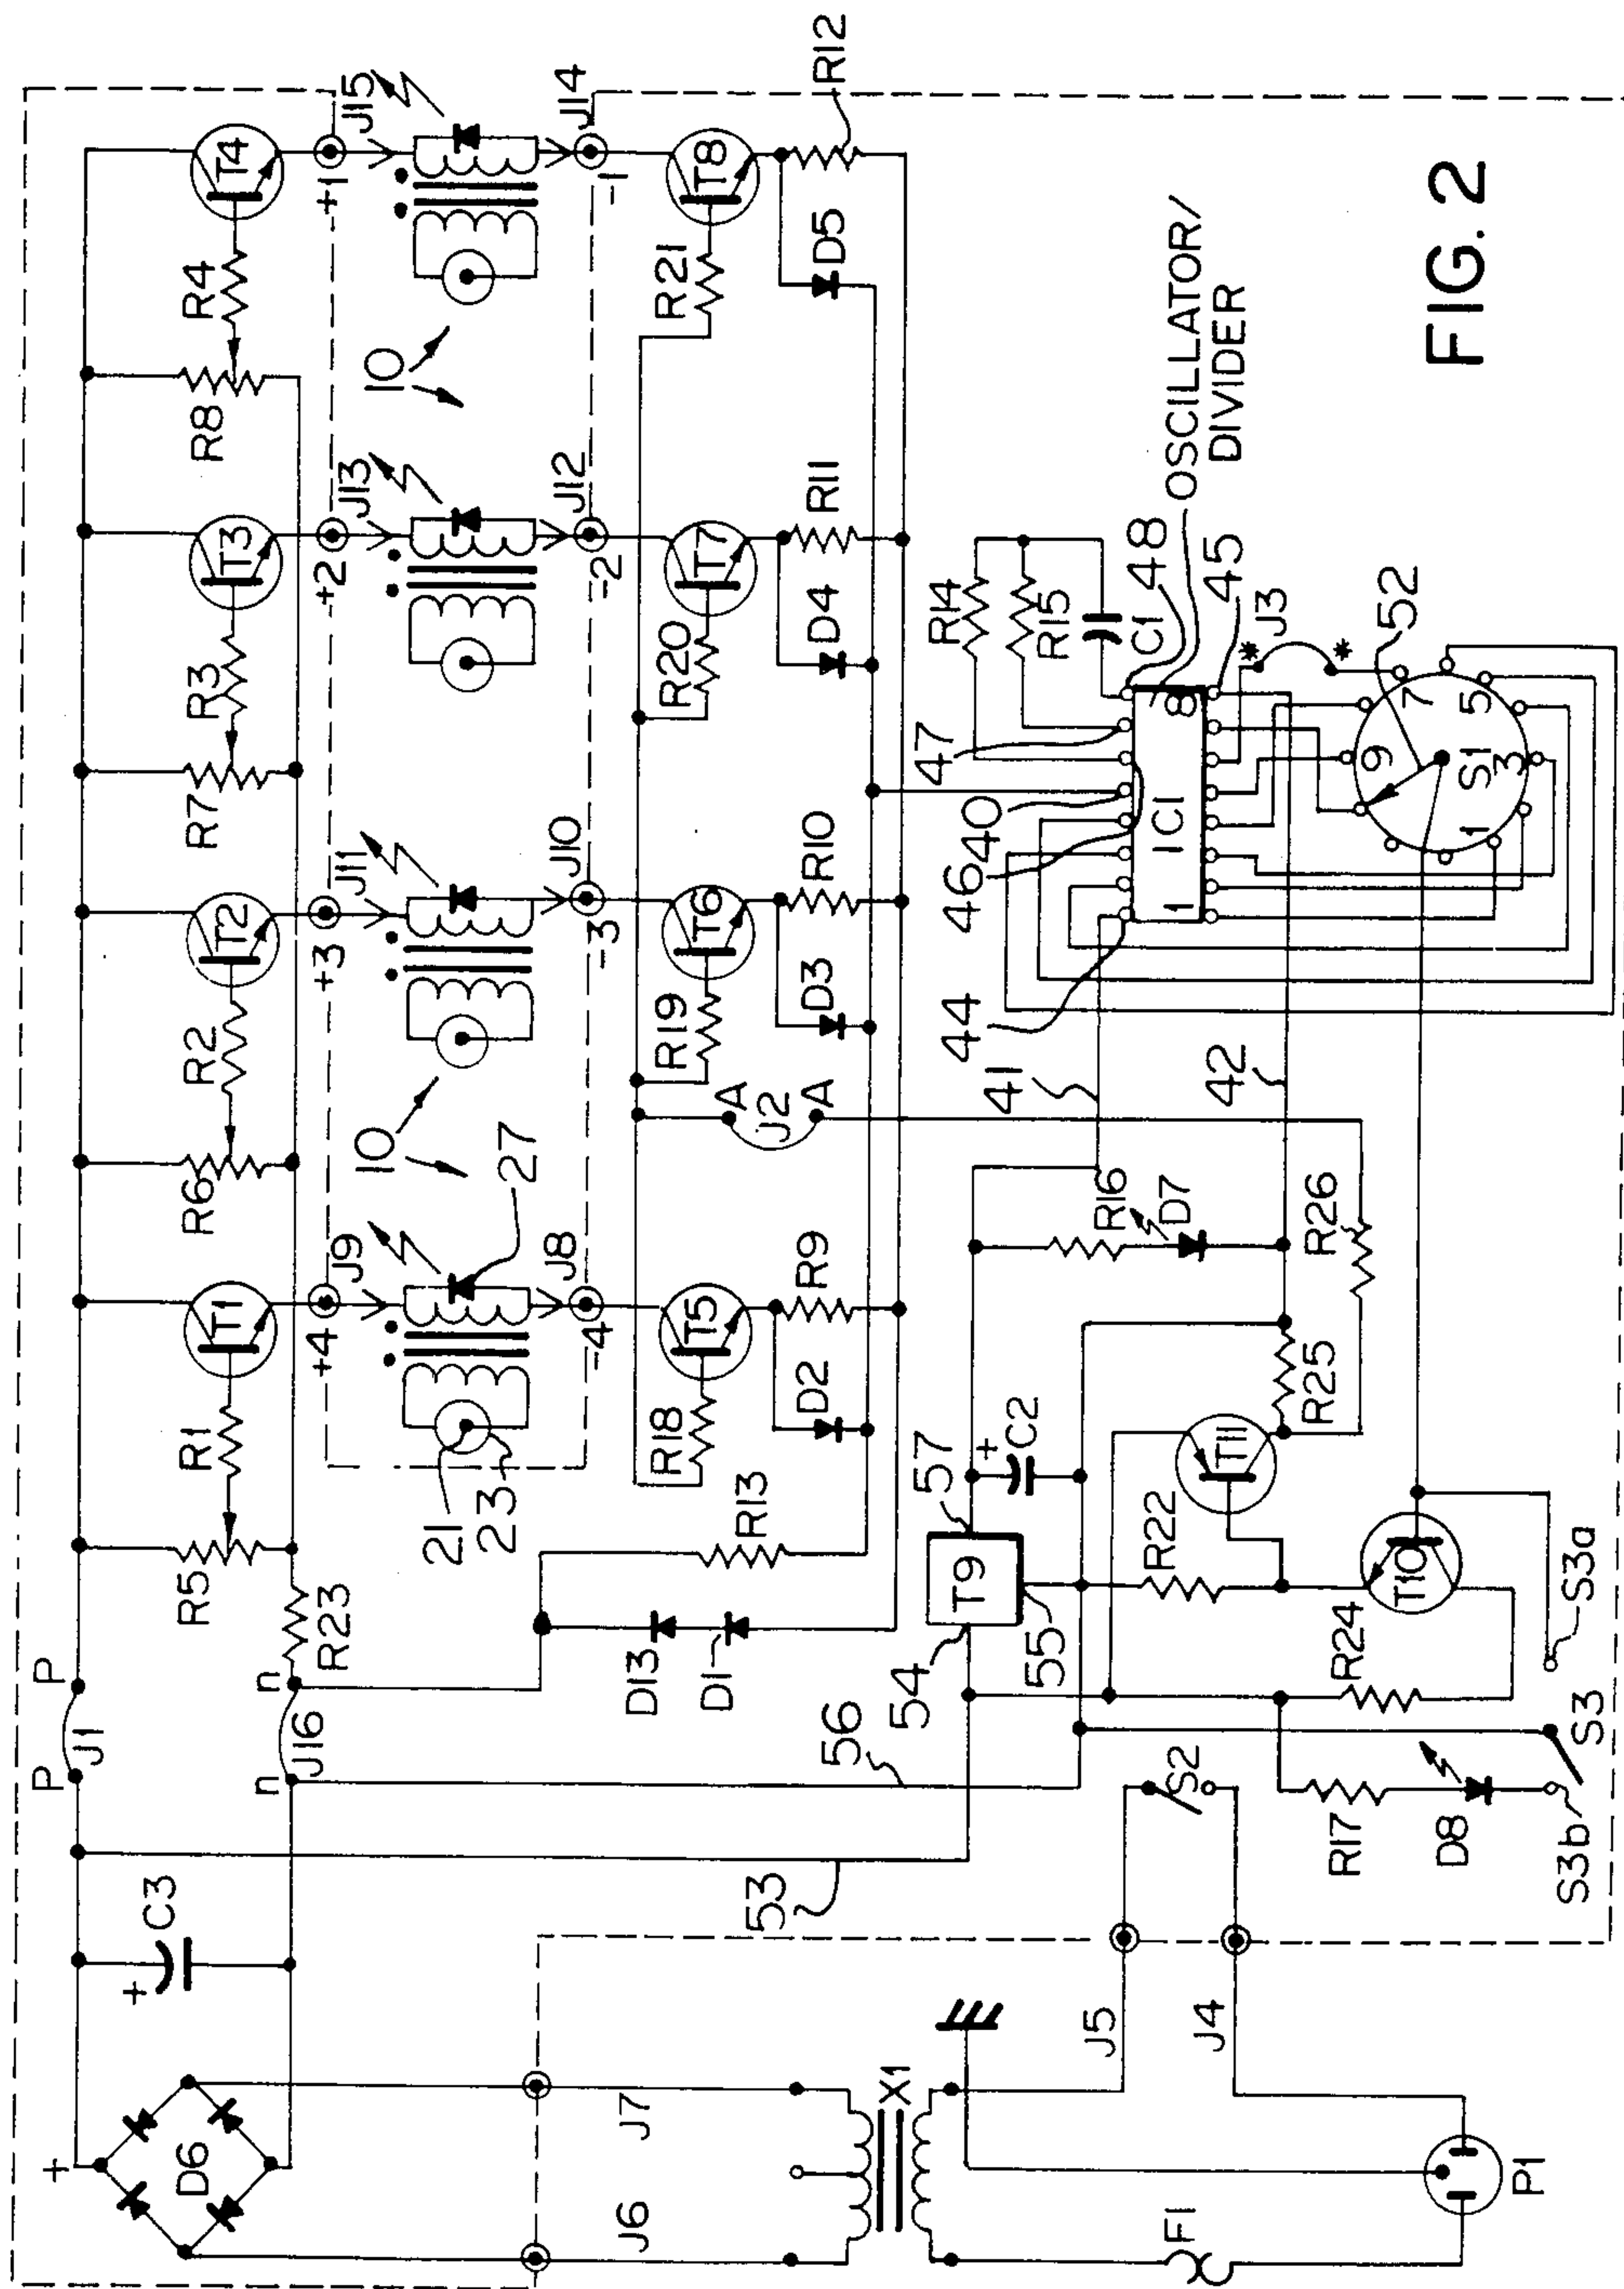 P
J1
P
R5
R1
T1
R6
R2
T2
R7
R3
T3
R8
R4
T4
+
C3
+
D6
n
J16
n
R23
+4
J9
+3
J11
+2
J13
+1
J15
10
10
27
21
23
-4
J8
-3
J10
-2
J12
-1
J14
R18
T5
R19
T6
R20
T7
R21
T8
D13
D1
R13
D2
R9
D3
R10
D4
R11
D5
R12
J2
A
A
J6
J7
X1
J5
J4
F1
P1
53
56
54
T9
55
57
+
C2
R16
D7
41
42
44
46
40
47
R14
R15
C1
48
OSCILLATOR/
DIVIDER
45
1
IC1
8
*
J3
*
52
9
7
5
3
1
S1
S2
R17
D8
S3b
S3
S3a
R24
R22
T10
T11
R25
R26
FIG. 2